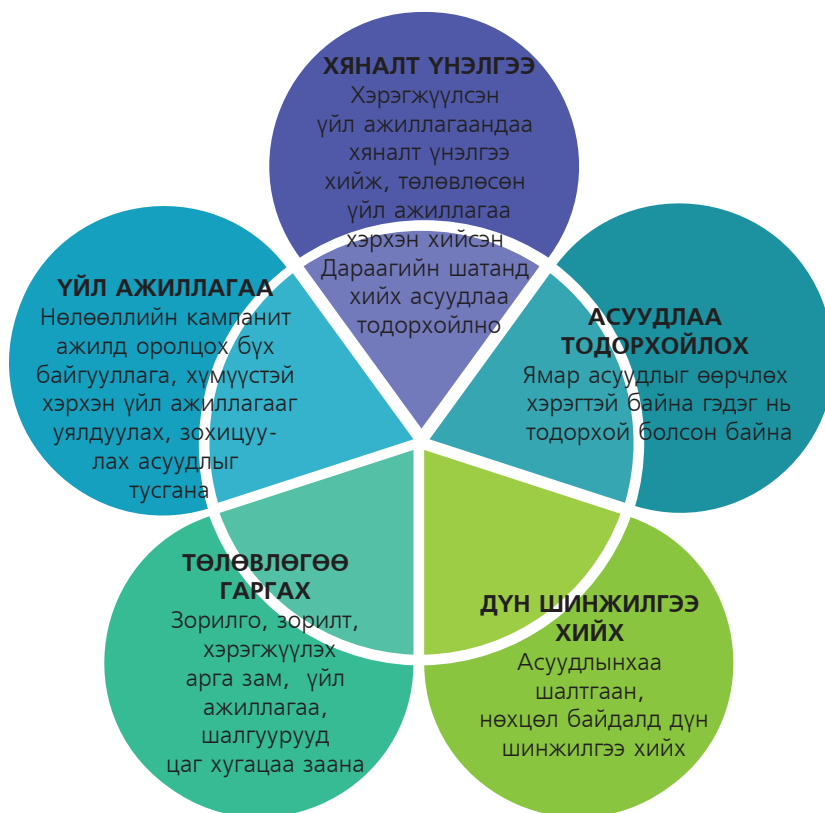 ХЯНАЛТ ҮНЭЛГЭЭ
Хэрэгжүүлсэн
үйл ажиллагаандаа
хяналт үнэлгээ
хийж, төлөвлөсөн
үйл ажиллагаа
хэрхэн хийсэн
Дараагийн шатанд
хийх асуудлаа
тодорхойлно
АСУУДЛАА
ТОДОРХОЙЛОХ
Ямар асуудлыг өөрчлөх
хэрэгтэй байна гэдэг нь
тодорхой болсон байна
ДҮН ШИНЖИЛГЭЭ
ХИЙХ
Асуудлынхаа
шалтгаан,
нөхцөл байдалд дүн
шинжилгээ хийх
ТӨЛӨВЛӨГӨӨ
ГАРГАХ
Зорилго, зорилт,
хэрэгжүүлэх
арга зам, үйл
ажиллагаа,
шалгуурууд
цаг хугацаа заана
ҮЙЛ АЖИЛЛАГАА
Нөлөөллийн кампанит
ажилд оролцох бүх
байгууллага, хүмүүстэй
хэрхэн үйл ажиллагааг
уялдуулах, зохицуу-
лах асуудлыг
тусгана